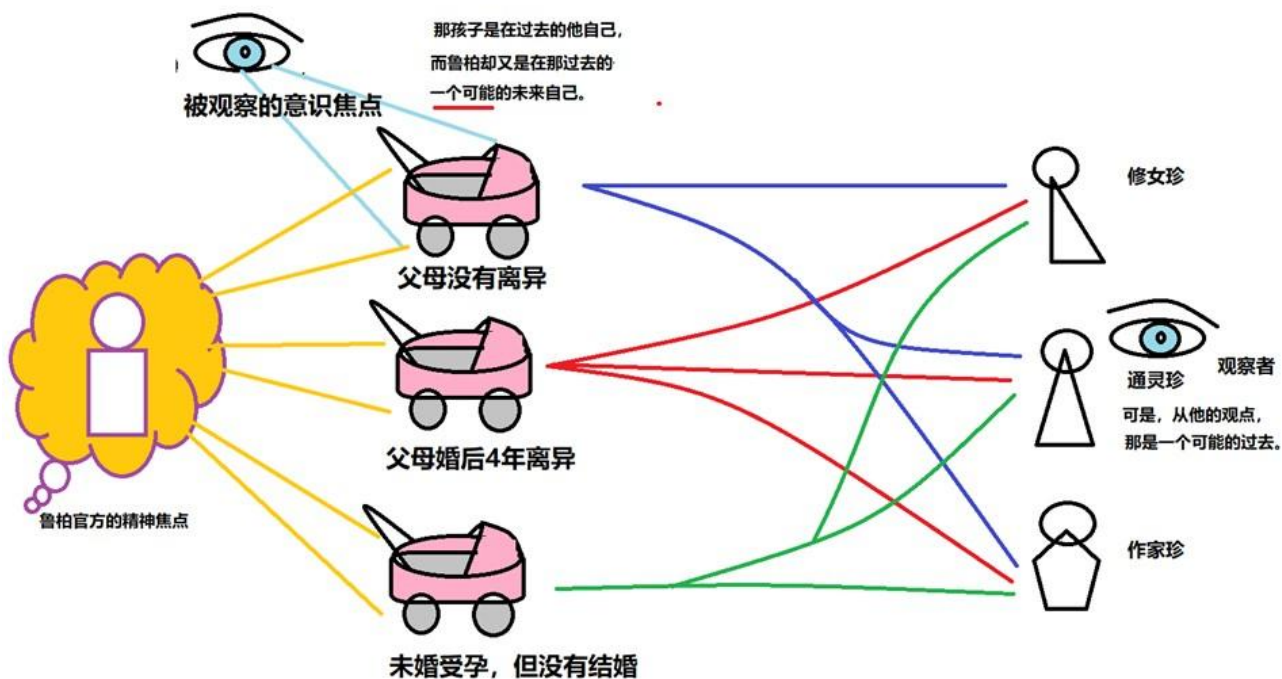 那孩子是在过去的他自己，
而鲁柏却又是在那过去的
一个可能的未来自己。
被观察的意识焦点
父母没有离异
修女珍
通灵珍
观察者
可是，从他的观点，
那是一个可能的过去。
父母婚后4年离异
鲁柏官方的精神焦点
作家珍
未婚受孕，但没有结婚